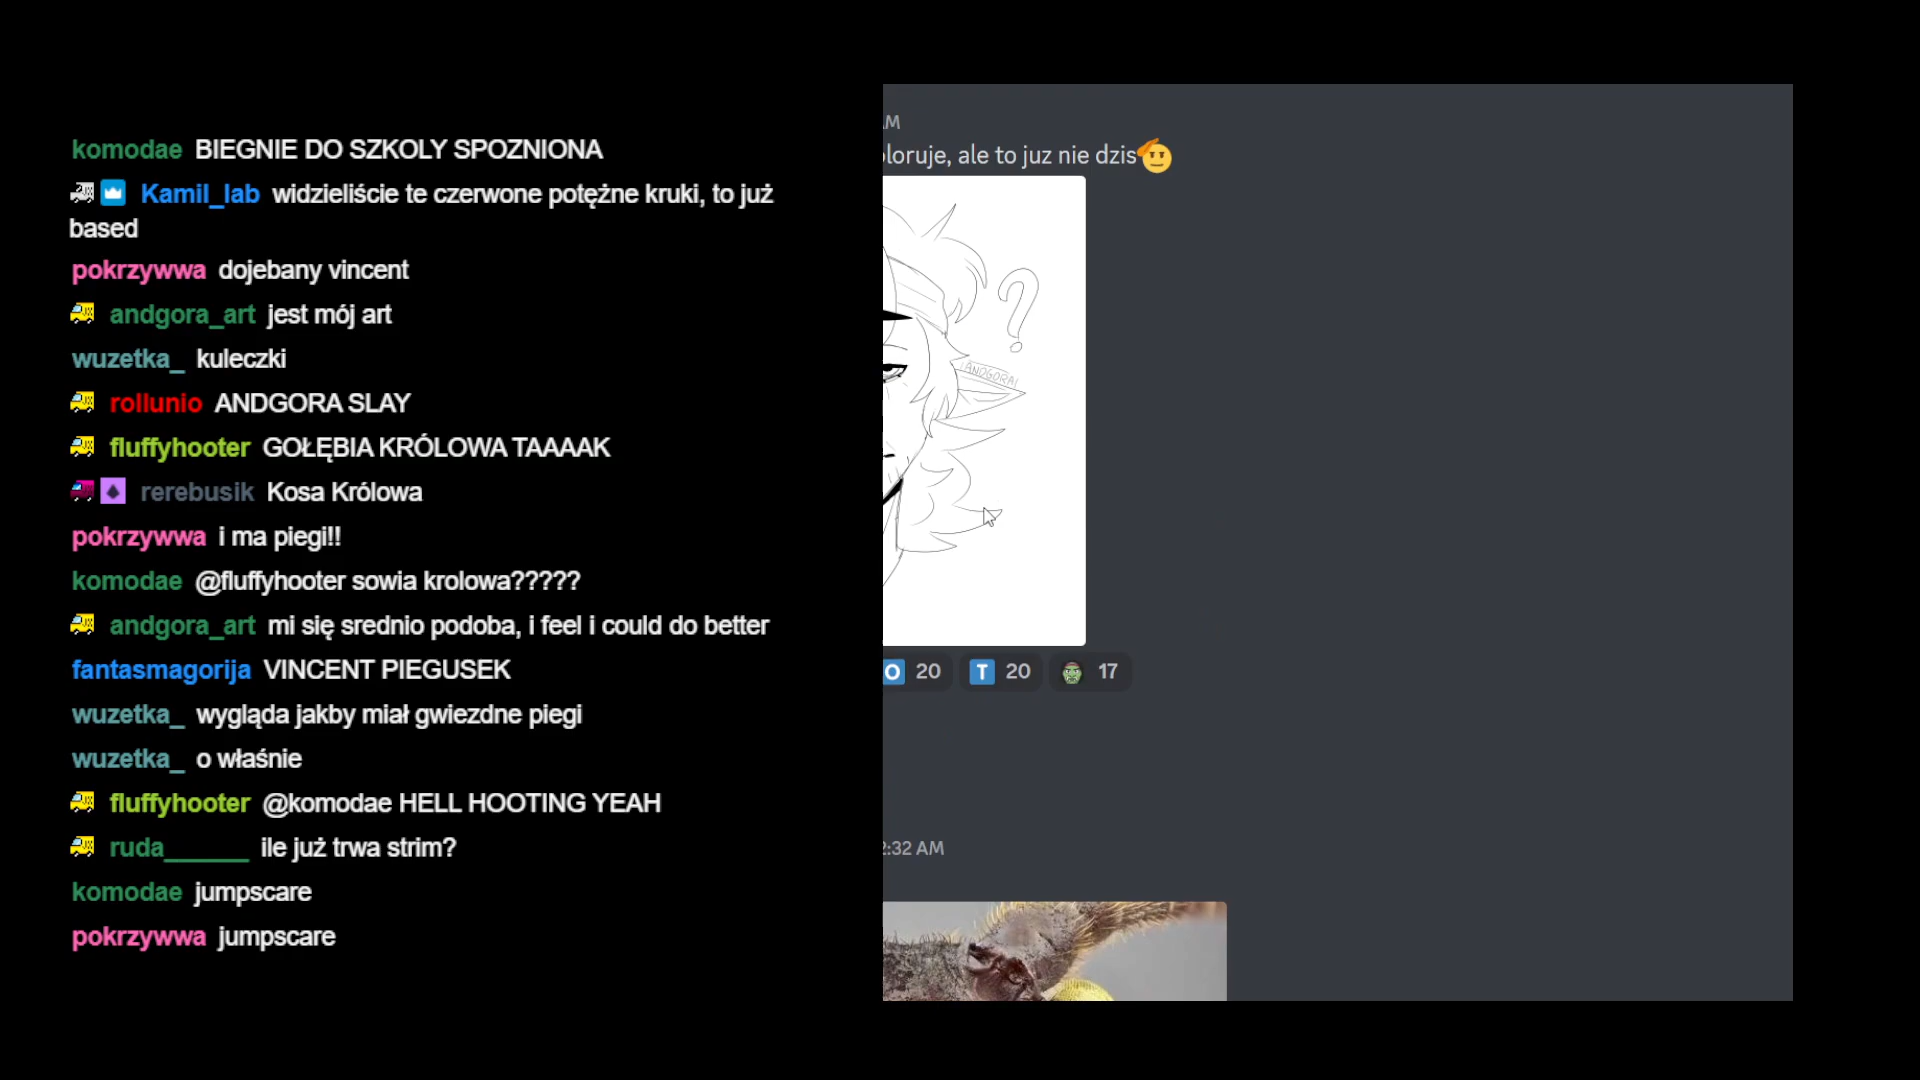 komodae BIEGNIE DO SZKOLY SPOZNIONA
Kamil_lab widzieliście te czerwone potężne kruki, to już
based
pokrzywwa dojebany vincent
andgora_art jest mój art
wuzetka_ kuleczki
rollunio ANDGORA SLAY
fluffyhooter GOŁĘBIA KRÓLOWA TAAAAK
rerebusik Kosa Królowa
pokrzywwa i ma piegi!!
komodae @fluffyhooter sowia krolowa?????
andgora_art mi się srednio podoba, i feel i could do better
fantasmagorija VINCENT PIEGUSEK
wuzetka_ wygląda jakby miał gwiezdne piegi
wuzetka_ o właśnie
fluffyhooter @komodae HELL HOOTING YEAH
ruda______ ile już trwa strim?
komodae jumpscare
pokrzywwa jumpscare
M
oloruje, ale to juz nie dzis
?
ANDGORA
O 20 T 20 17
2:32 AM